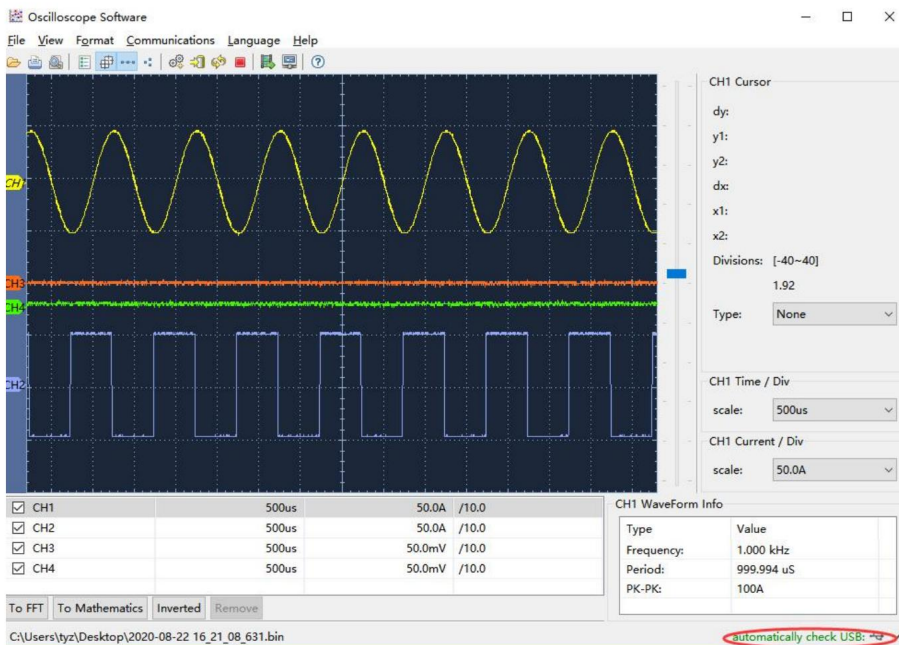 Oscilloscope Software
File View Format Communications Language Help
CH1 Cursor
dy:
y1:
y2:
dx:
x1:
x2:
Divisions: [-40~40]
1.92
Type: None
CH1 Time / Div
scale: 500us
CH1 Current / Div
scale: 50.0A
CH3
CH4
CH2
CH1 500us 50.0A /10.0
CH2 500us 50.0A /10.0
CH3 500us 50.0mV /10.0
CH4 500us 50.0mV /10.0
CH1 WaveForm Info
Type Value
Frequency: 1.000 kHz
Period: 999.994 uS
PK-PK: 100A
To FFT To Mathematics Inverted Remove
C:\Users\tyz\Desktop\2020-08-22 16_21_08_631.bin
automatically check USB: